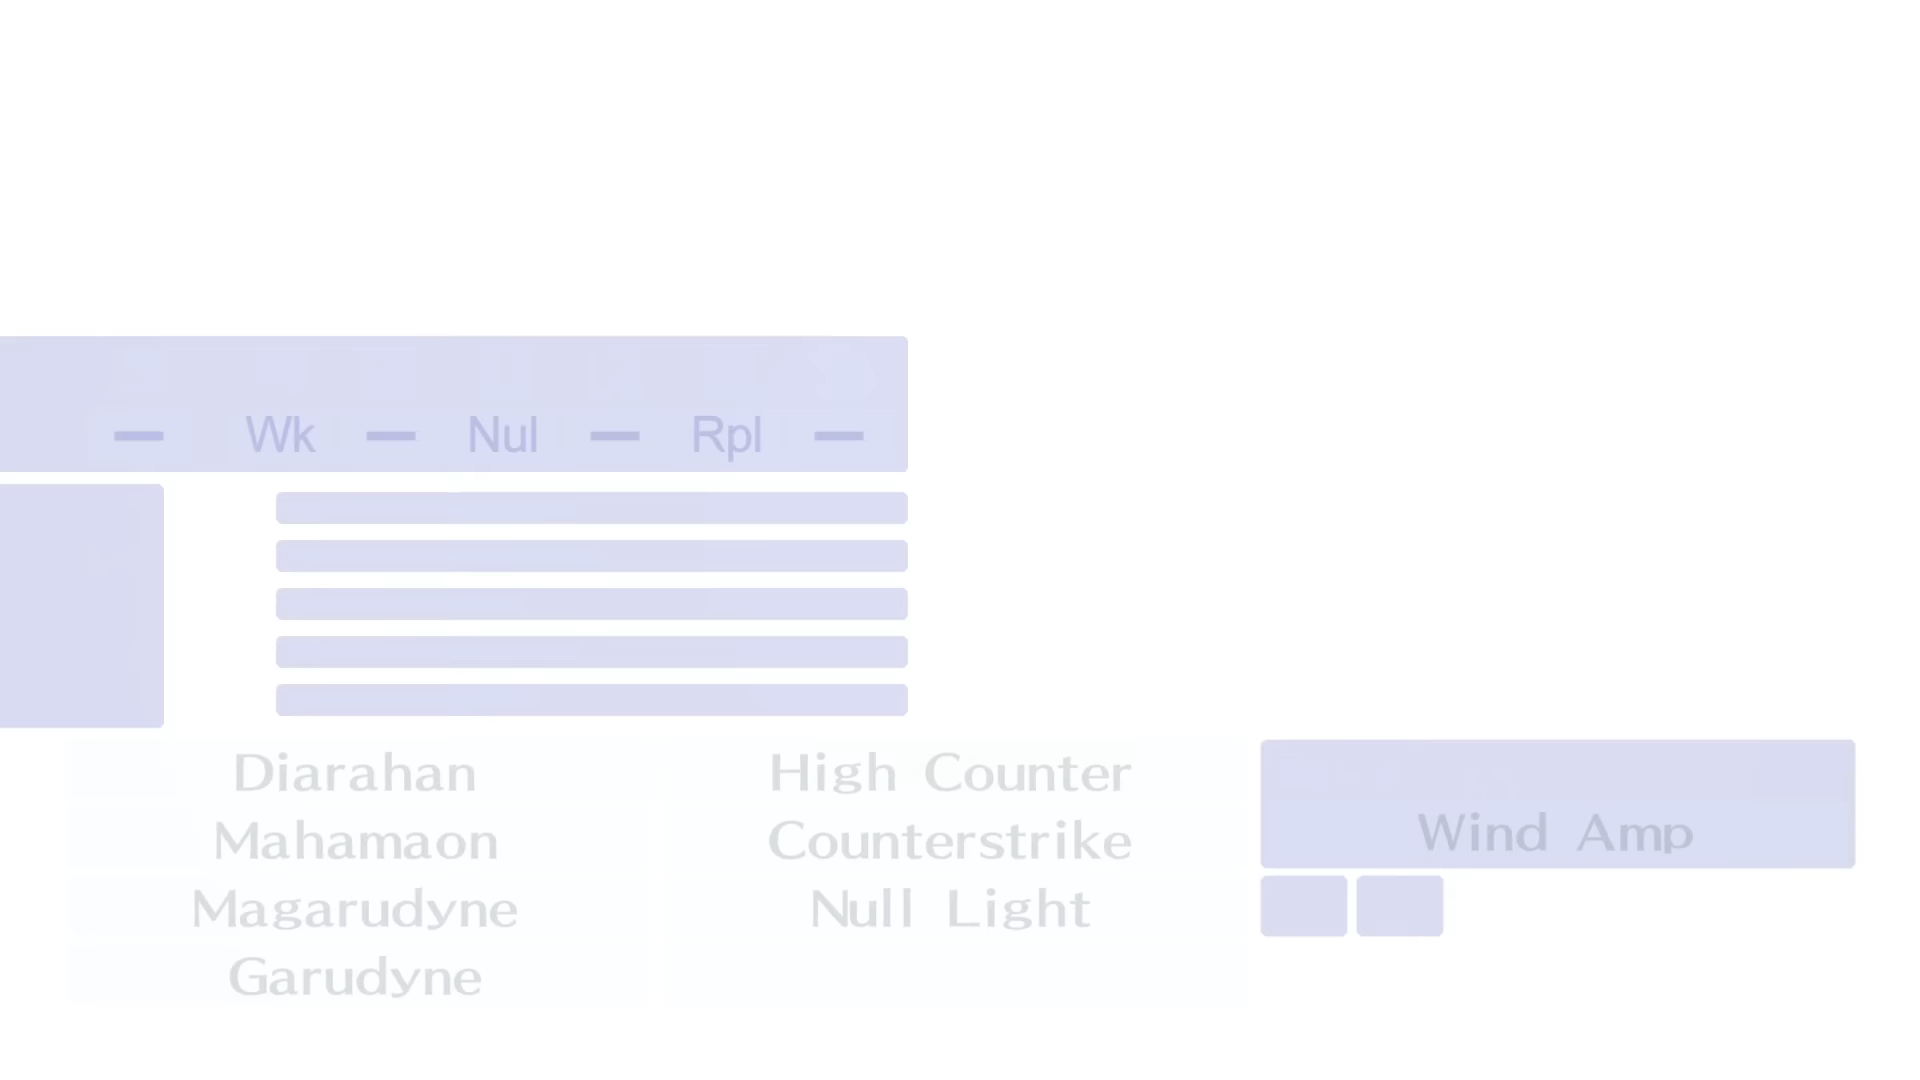 — Wk — Nul — Rpl —
Diarahan High Counter
Mahamaon Counterstrike
Magarudyne Null Light
Garudyne
Wind Amp